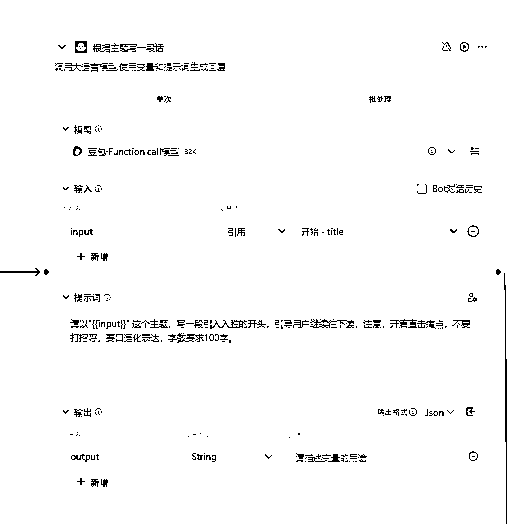 根据主题写一段话
调用大语言模型,使用变量和提示词生成回复
单次 批处理
模型
豆包·Function call模型 32K
输入 Bot对话历史
input 引用 开始 - title
+ 新增
提示词
请以"{{input}}" 这个主题，写一段引人入胜的开头，引导用户继续往下读，注意，开篇直击痛点，不要
打招呼，要口语化表达，字数要求100字。
输出 输出格式 Json
output String 请描述变量的用途
+ 新增